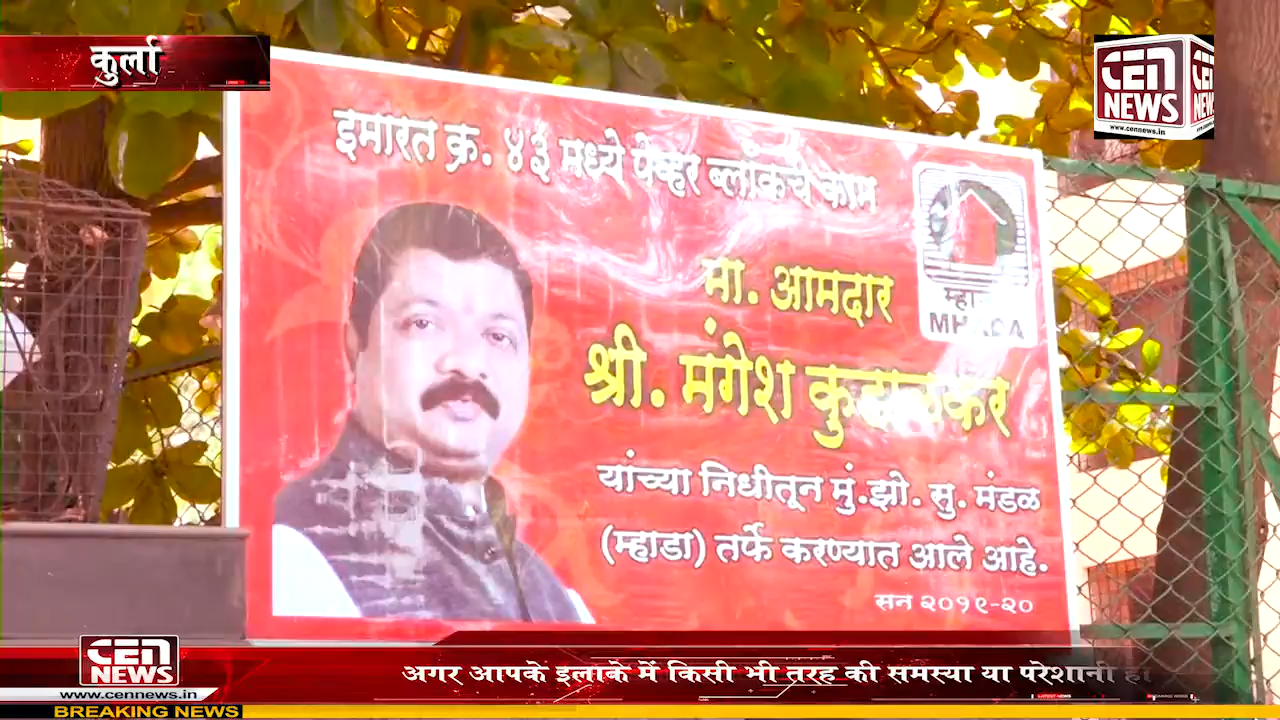 कुर्ला
CEN
NEWS
www.cennews.in
इमारत क्र. ४३ मध्ये पेव्हर ब्लॉकचे काम
म्हाडा
MHADA
मा. आमदार
श्री. मंगेश कुडाळकर
यांच्या निधीतून मुं.झो. सु. मंडळ
(म्हाडा) तर्फे करण्यात आले आहे.
सन २०१९-२०
CEN
NEWS
www.cennews.in
अगर आपके इलाके में किसी भी तरह की समस्या या परेशानी हो
BREAKING NEWS